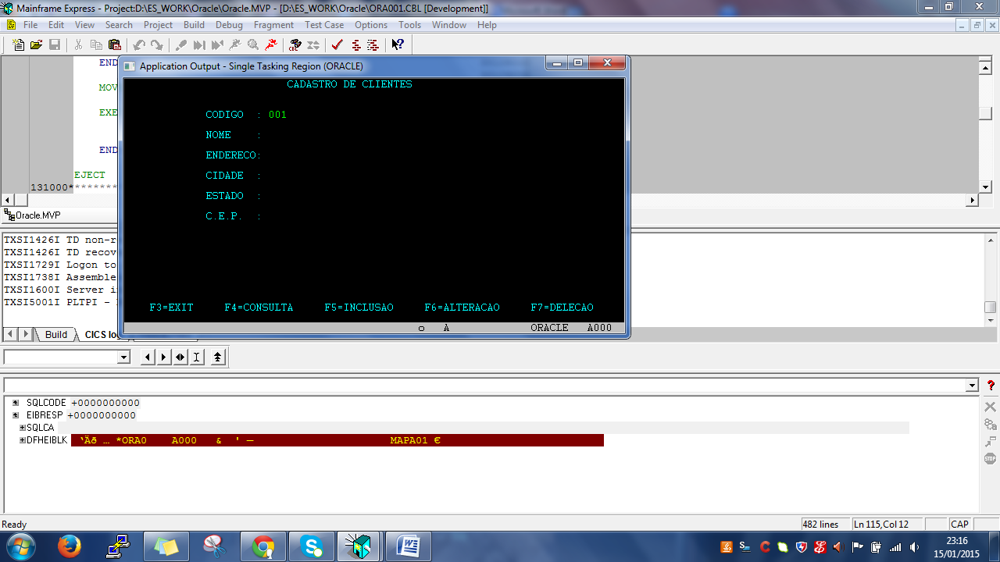 Mainframe Express - Project:D:\ES_WORK\Oracle\Oracle.MVP - [D:\ES_WORK\Oracle\ORA001.CBL [Development]]
File Edit View Search Project Build Debug Fragment Test Case Options Tools Window Help
Application Output - Single Tasking Region (ORACLE)
END
MOV
EXE
END
EJECT
131000*******
CADASTRO DE CLIENTES
CODIGO : 001
NOME :
ENDERECO:
CIDADE :
ESTADO :
C.E.P. :
F3=EXIT F4=CONSULTA F5=INCLUSAO F6=ALTERACAO F7=DELECAO
o A ORACLE A000
Oracle.MVP
TXSI1426I TD non-r
TXSI1426I TD recov
TXSI1729I Logon to
TXSI1738I Assemble
TXSI1600I Server i
TXSI5001I PLTPI -
Build CICS log
SQLCODE +0000000000
EIBRESP +0000000000
SQLCA
DFHEIBLK `Äð … *ORA0 A000 & ' — MAPA01 €
Ready 482 lines Ln 115,Col 12 CAP
23:16
15/01/2015